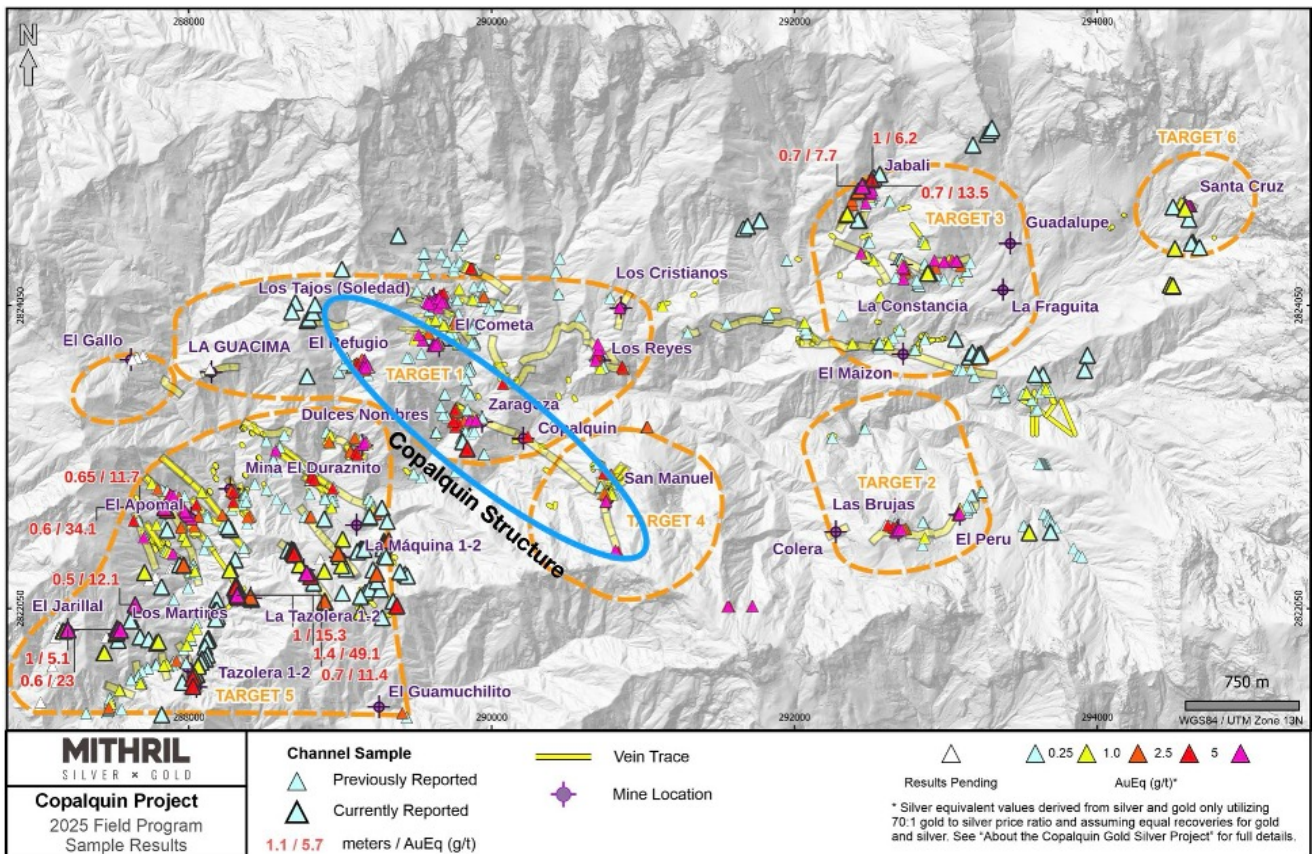 288000
290000
292000
294000
N
TARGET 6
1 / 6.2
0.7 / 7.7
Jabali
Santa Cruz
0.7 / 13.5
TARGET 3
Guadalupe
Los Cristianos
Los Tajos (Soledad)
2824050
2824050
La Constancia
La Fraguita
El Cometa
El Gallo
LA GUACIMA
El Refugio
Los Reyes
TARGET 1
El Maizon
Zaragoza
Dulces Nombres
Copalquin
Copalquin Structure
Mina El Duraznito
0.65 / 11.7
San Manuel
TARGET 2
El Apomal
Las Brujas
0.6 / 34.1
TARGET 4
La Máquina 1-2
Colera
El Peru
0.5 / 12.1
El Jarillal
Los Martires
La Tazolera 1-2
2822050
2822050
1 / 15.3
1 / 5.1
1.4 / 49.1
0.6 / 23
Tazolera 1-2
0.7 / 11.4
TARGET 5
El Guamuchilito
750 m
288000
290000
292000
294000
WGS84 / UTM Zone 13N
MITHRIL
SILVER × GOLD
Copalquin Project
2025 Field Program
Sample Results
Channel Sample
Previously Reported
Currently Reported
1.1 / 5.7 meters / AuEq (g/t)
Vein Trace
Mine Location
0.25 1.0 2.5 5
Results Pending
AuEq (g/t)*
* Silver equivalent values derived from silver and gold only utilizing
70:1 gold to silver price ratio and assuming equal recoveries for gold
and silver. See "About the Copalquin Gold Silver Project" for full details.